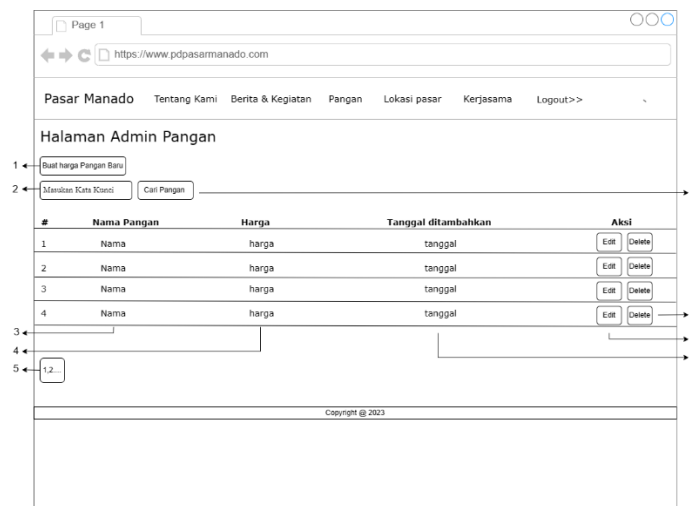 Page 1
https://www.pdpasarmanado.com
Pasar Manado Tentang Kami Berita & Kegiatan Pangan Lokasi pasar Kerjasama Logout>>
Halaman Admin Pangan
1 Buat harga Pangan Baru
2 Masukan Kata Kunci Cari Pangan
# Nama Pangan Harga Tanggal ditambahkan Aksi
1 Nama harga tanggal Edit Delete
2 Nama harga tanggal Edit Delete
3 Nama harga tanggal Edit Delete
4 Nama harga tanggal Edit Delete
3
4
5 1,2....
Copyright @ 2023